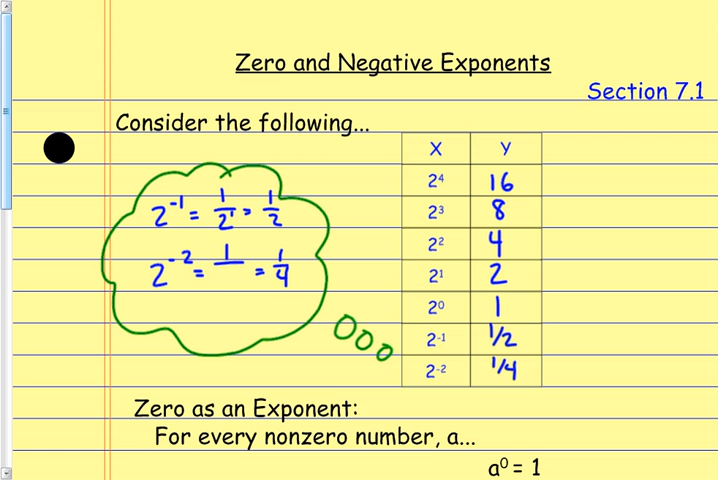 Zero and Negative Exponents
Section 7.1
Consider the following...
X Y
2⁴ 16
2³ 8
2² 4
2¹ 2
2⁰ 1
2⁻¹ 1/2
2⁻² 1/4
2⁻¹ = 1/2¹ = 1/2
2⁻² = 1/ = 1/4
Zero as an Exponent:
For every nonzero number, a...
a⁰ = 1